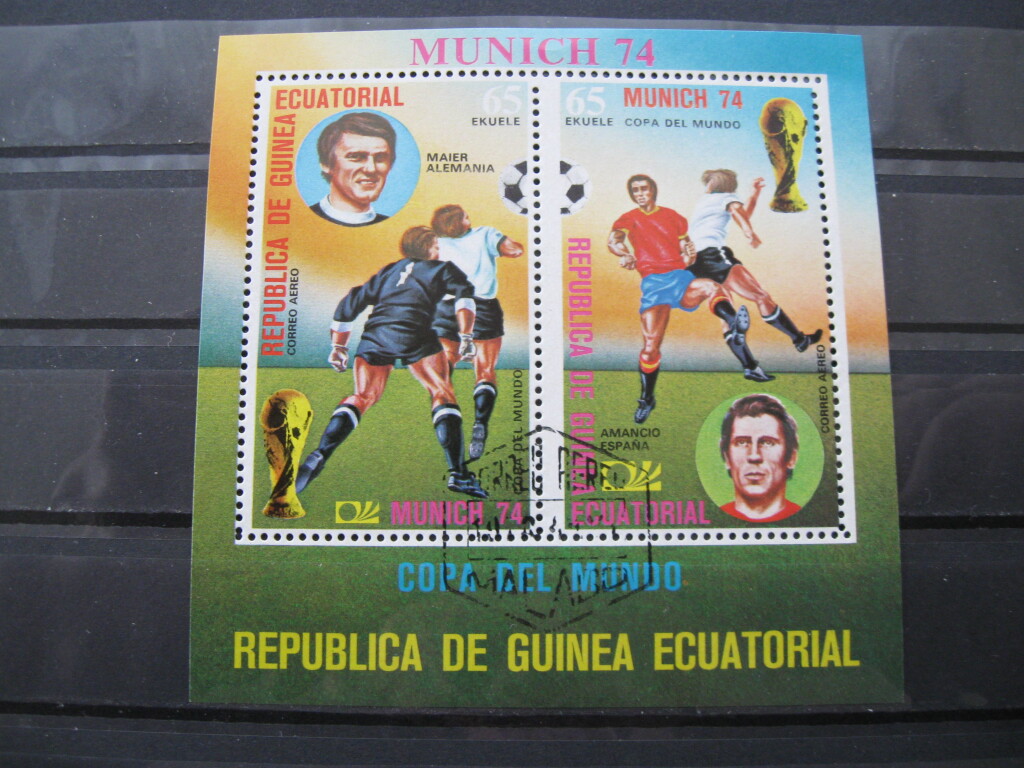 MUNICH 74
REPUBLICA DE GUINEA
ECUATORIAL
CORREO AEREO
65
EKUELE
MAIER
ALEMANIA
1
COPA DEL MUNDO
MUNICH 74
65
EKUELE
MUNICH 74
COPA DEL MUNDO
REPUBLICA DE GUINEA
ECUATORIAL
CORREO AEREO
AMANCIO
ESPAÑA
MALABO
COPA DEL MUNDO
REPUBLICA DE GUINEA ECUATORIAL